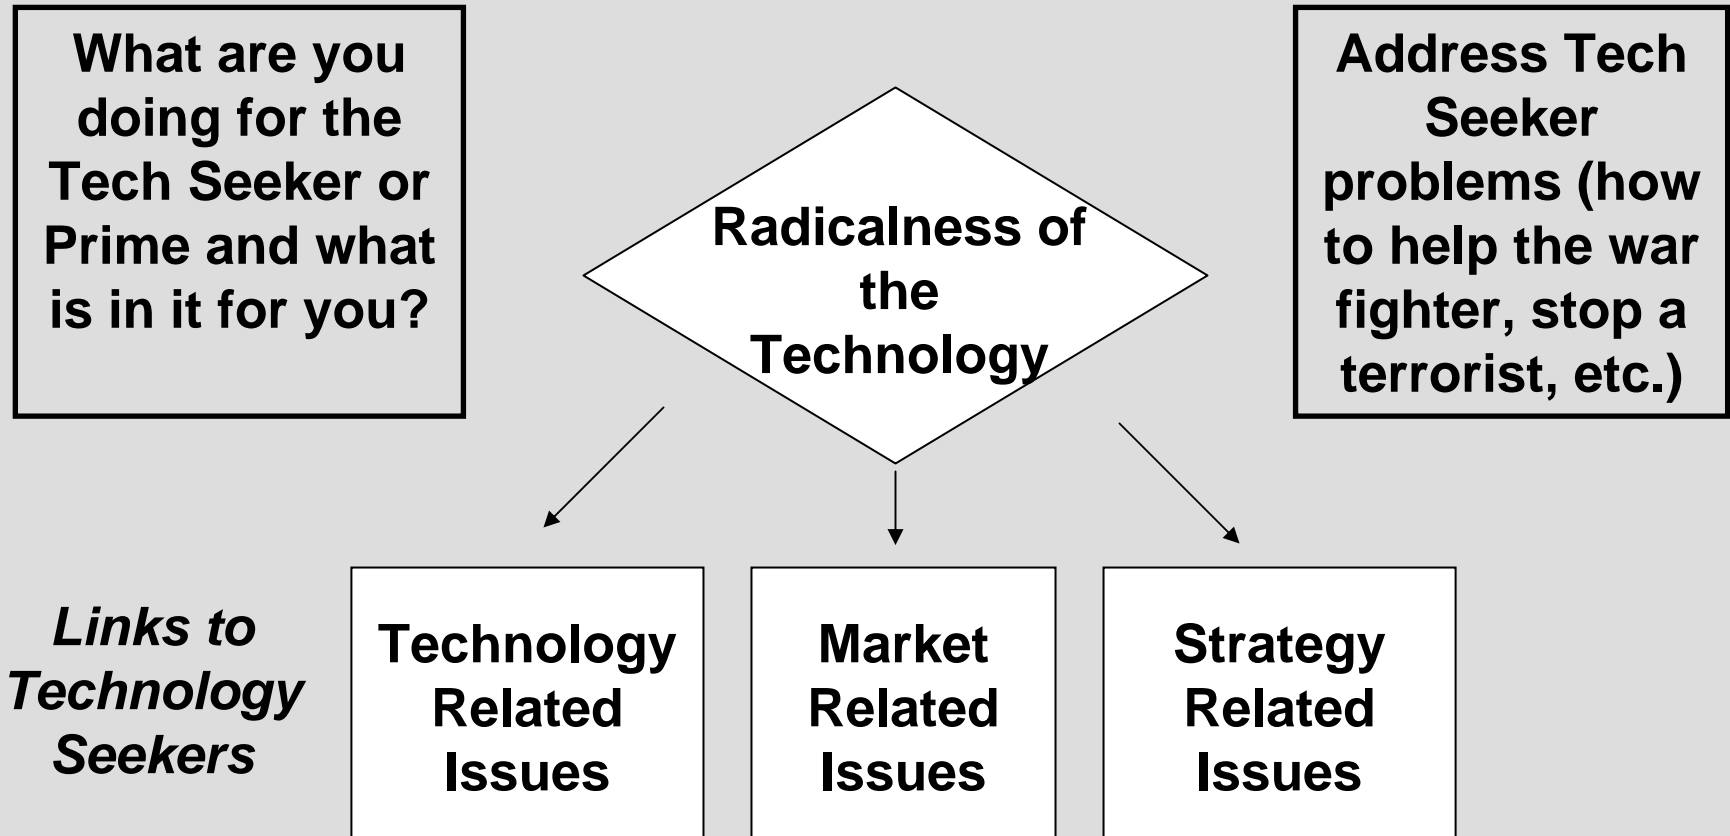 What are you
doing for the
Tech Seeker or
Prime and what
is in it for you?
Radicalness of
the
Technology
Address Tech
Seeker
problems (how
to help the war
fighter, stop a
terrorist, etc.)
Links to
Technology
Seekers
Technology
Related
Issues
Market
Related
Issues
Strategy
Related
Issues